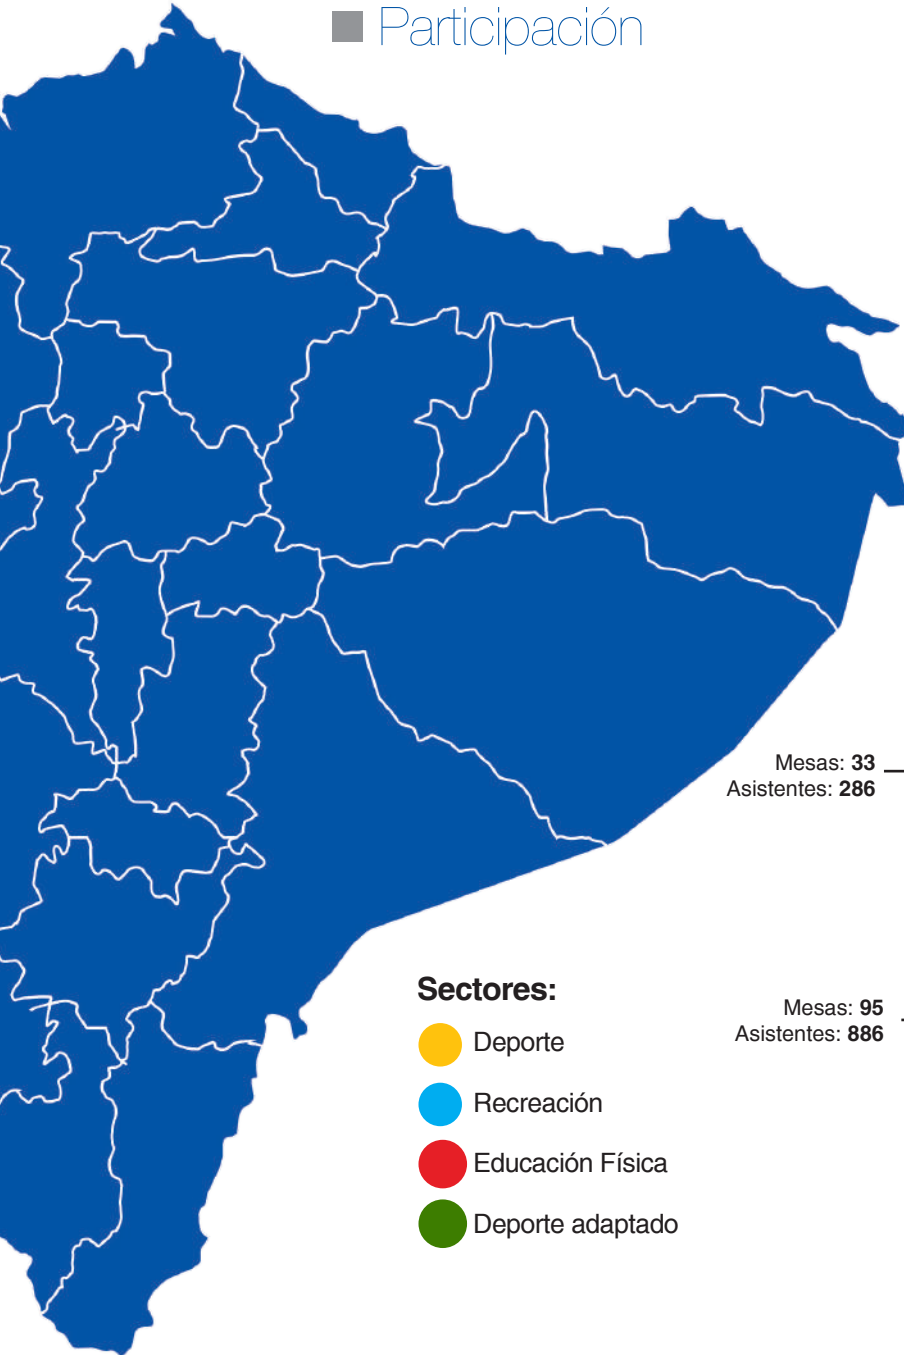 Participación
Mesas: 33
Asistentes: 286
Sectores:
Deporte
Recreación
Educación Física
Deporte adaptado
Mesas: 95
Asistentes: 886